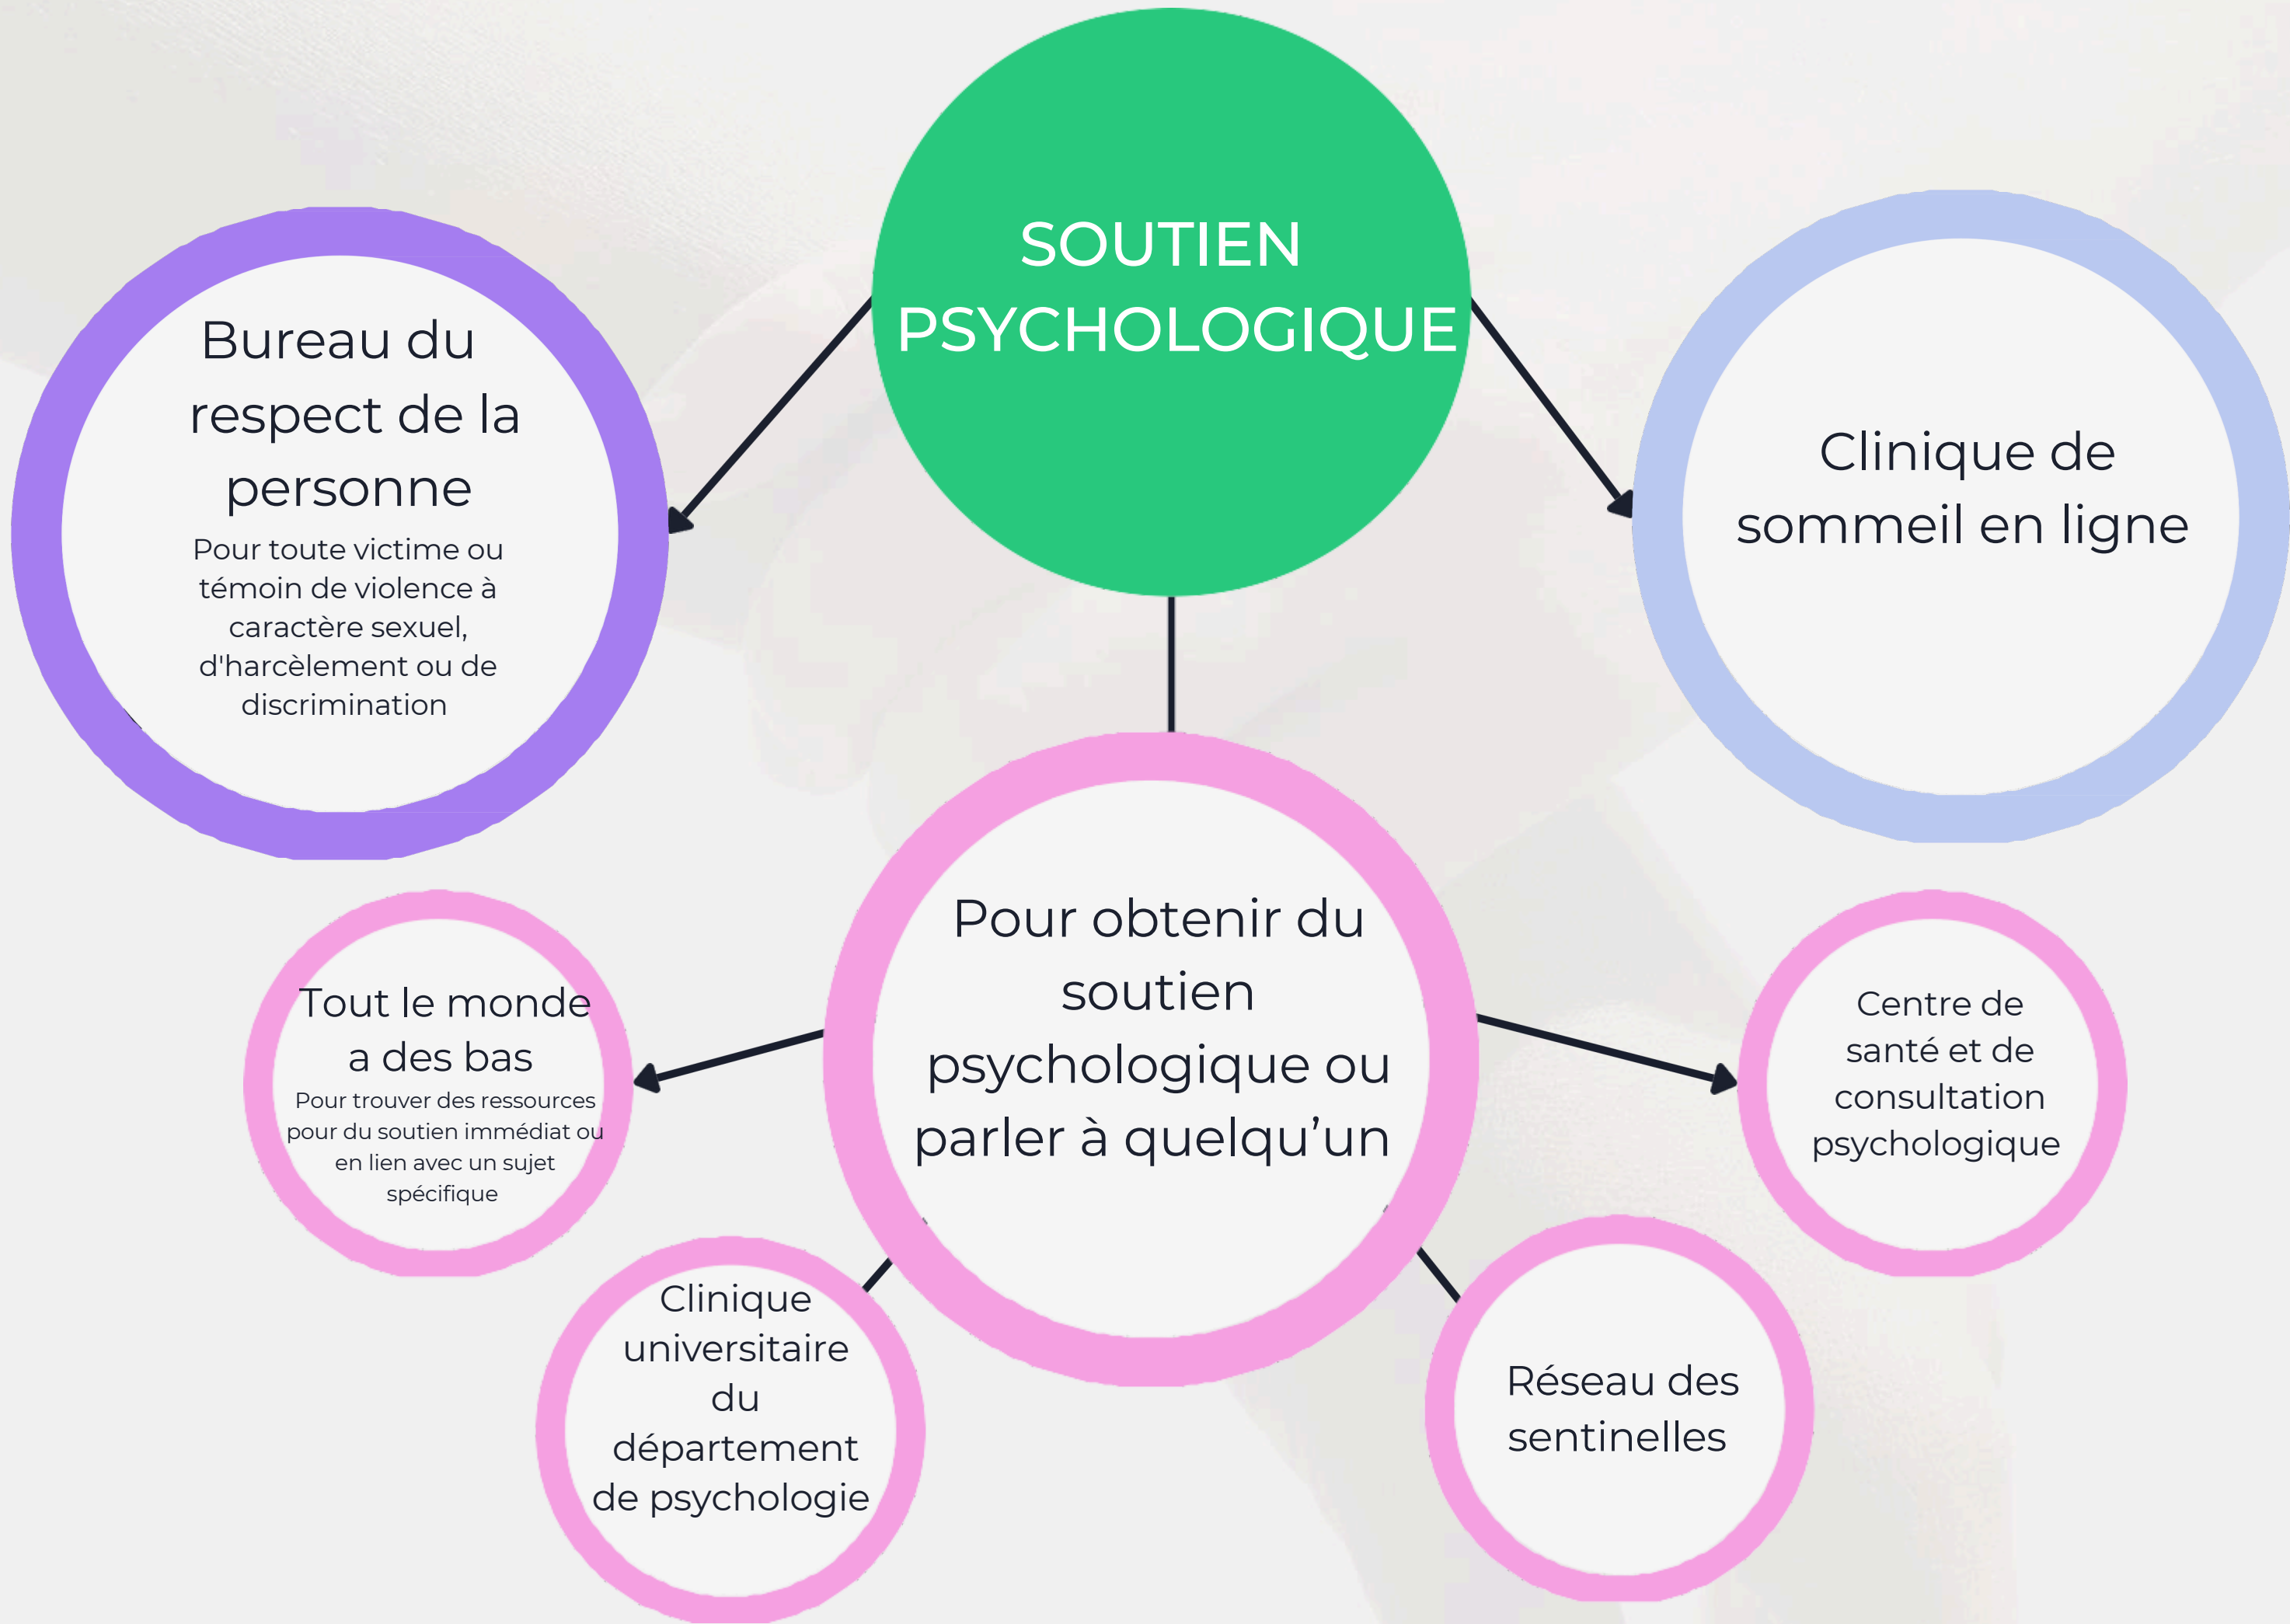 SOUTIEN
PSYCHOLOGIQUE
Bureau du
respect de la
personne
Pour toute victime ou
témoin de violence à
caractère sexuel,
d'harcèlement ou de
discrimination
Clinique de
sommeil en ligne
Pour obtenir du
soutien
psychologique ou
parler à quelqu’un
Tout le monde
a des bas
Pour trouver des ressources
pour du soutien immédiat ou
en lien avec un sujet
spécifique
Centre de
santé et de
consultation
psychologique
Clinique
universitaire
du
département
de psychologie
Réseau des
sentinelles